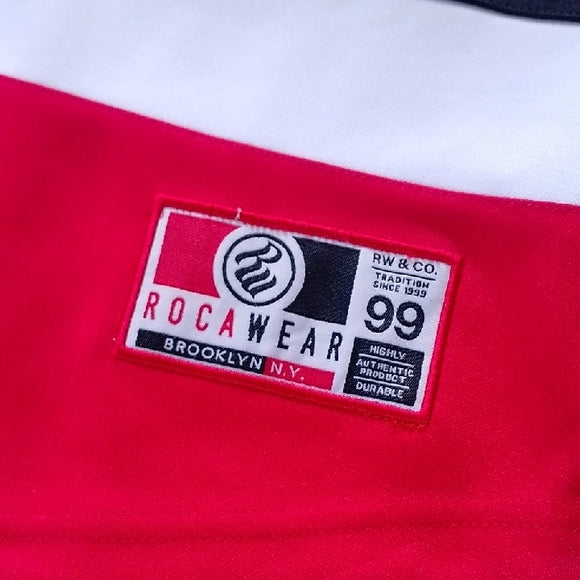 ROCAWEAR
BROOKLYN N.Y.
RW & CO.
TRADITION
SINCE 1999
99
HIGHLY
AUTHENTIC
PRODUCT
DURABLE